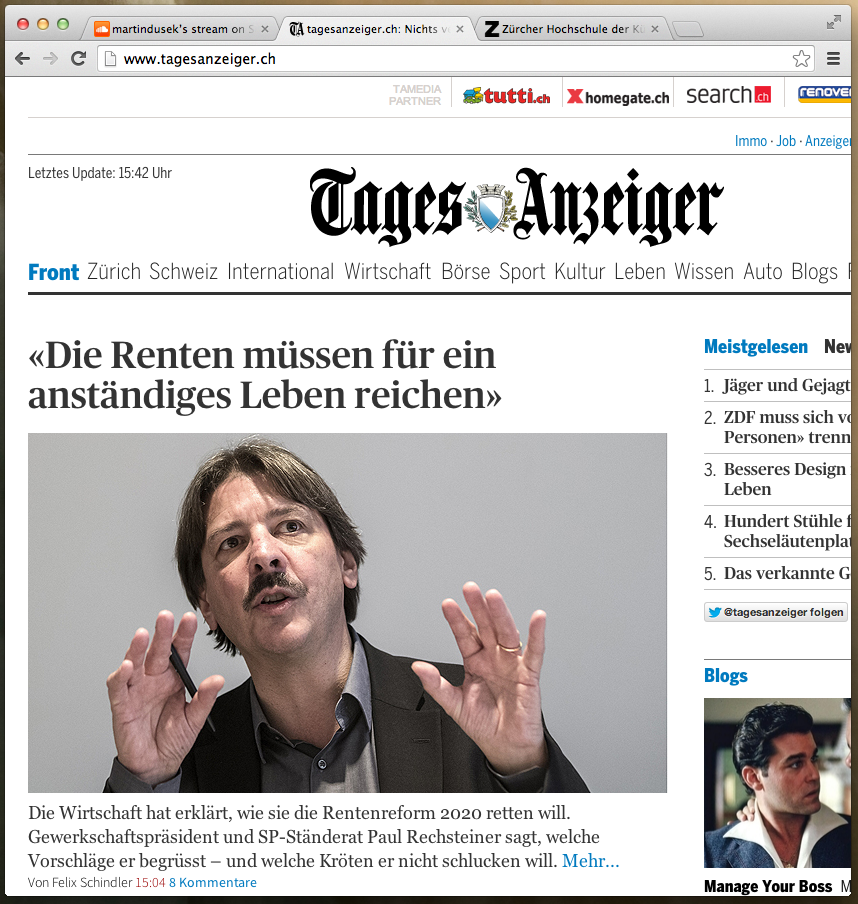 martindusek's stream on S
tagesanzeiger.ch: Nichts v
Zürcher Hochschule der Kü
www.tagesanzeiger.ch
TAMEDIA
PARTNER
tutti.ch
homegate.ch
search.ch
renove
Immo · Job · Anzeiger
Letztes Update: 15:42 Uhr
Tages Anzeiger
Front Zürich Schweiz International Wirtschaft Börse Sport Kultur Leben Wissen Auto Blogs
«Die Renten müssen für ein
anständiges Leben reichen»
Die Wirtschaft hat erklärt, wie sie die Rentenreform 2020 retten will.
Gewerkschaftspräsident und SP-Ständerat Paul Rechsteiner sagt, welche
Vorschläge er begrüsst – und welche Kröten er nicht schlucken will. Mehr...
Von Felix Schindler 15:04 8 Kommentare
Meistgelesen New
1. Jäger und Gejagt
2. ZDF muss sich vo
Personen» trenn
3. Besseres Design
Leben
4. Hundert Stühle f
Sechseläutenplat
5. Das verkannte G
@tagesanzeiger folgen
Blogs
Manage Your Boss M